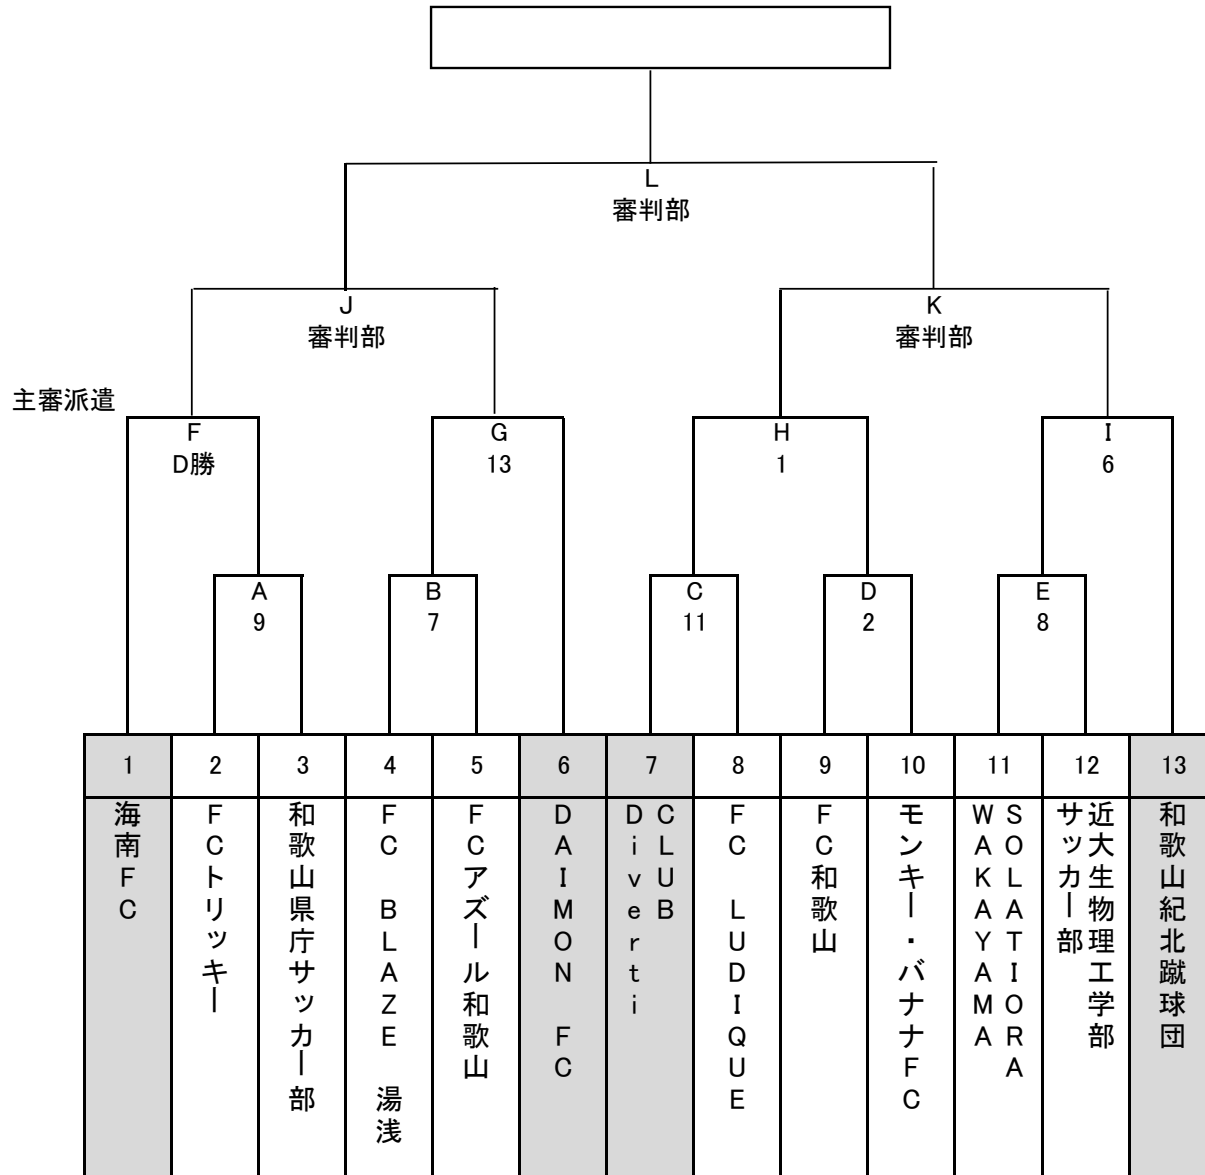 L
審判部
J
審判部
K
審判部
主審派遣
F
D勝
G
13
H
1
I
6
A
9
B
7
C
11
D
2
E
8
1
2
3
4
5
6
7
8
9
10
11
12
13
海南FC
FCトリッキー
和歌山県庁サッカー部
FC BLAZE 湯浅
FCアズール和歌山
DAIMON FC
CLUB
Diverti
FC LUDIQUE
FC和歌山
モンキー・バナナFC
SOLATIORA
WAKAYAMA
近大生物理工学部
サッカー部
和歌山紀北蹴球団